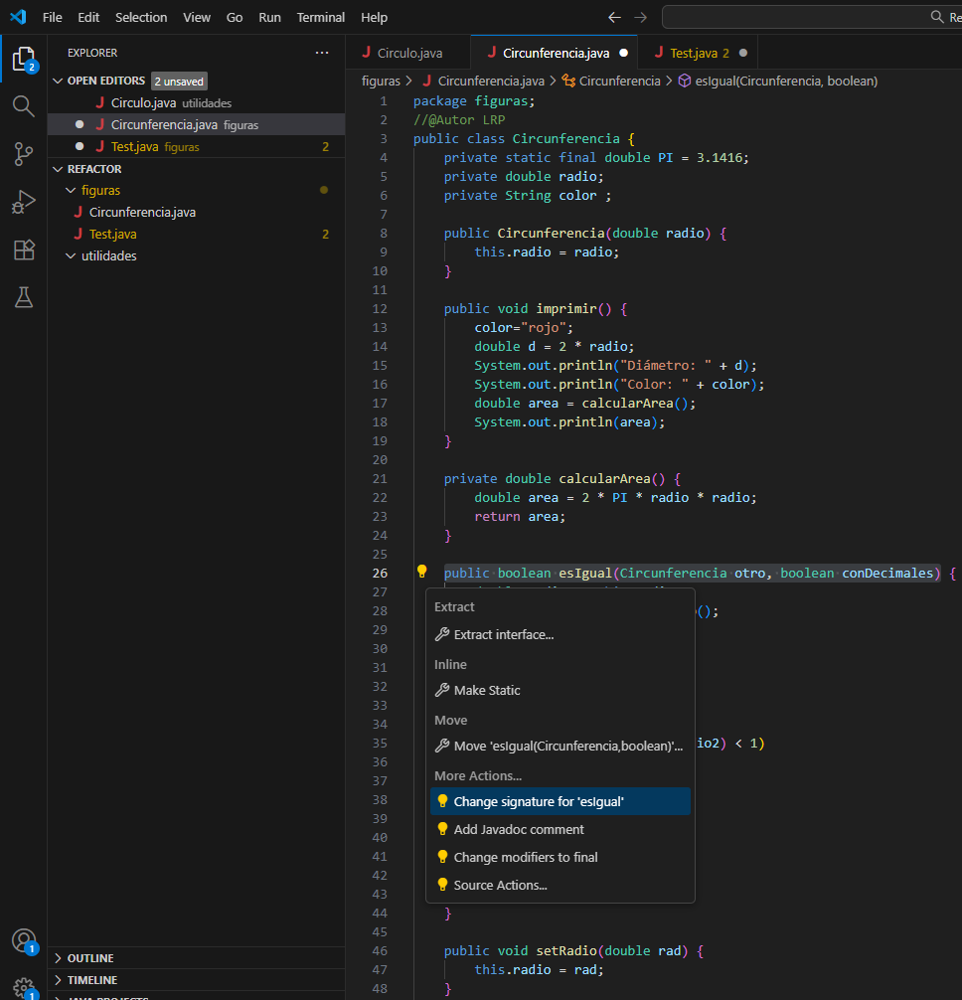 File Edit Selection View Go Run Terminal Help
EXPLORER
OPEN EDITORS 2 unsaved
Circulo.java utilidades
Circunferencia.java figuras
Test.java figuras 2
REFACTOR
figuras
Circunferencia.java
Test.java 2
utilidades
OUTLINE
TIMELINE
JAVA PROJECTS
2
1
1
Circulo.java Circunferencia.java Test.java 2
figuras > Circunferencia.java > Circunferencia > esIgual(Circunferencia, boolean)
1 package figuras;
2 //@Autor LRP
3 public class Circunferencia {
4 private static final double PI = 3.1416;
5 private double radio;
6 private String color ;
7
8 public Circunferencia(double radio) {
9 this.radio = radio;
10 }
11
12 public void imprimir() {
13 color="rojo";
14 double d = 2 * radio;
15 System.out.println("Diámetro: " + d);
16 System.out.println("Color: " + color);
17 double area = calcularArea();
18 System.out.println(area);
19 }
20
21 private double calcularArea() {
22 double area = 2 * PI * radio * radio;
23 return area;
24 }
25
26 public boolean esIgual(Circunferencia otro, boolean conDecimales) {
27
28 ();
29
30
31
32
33
34
35 io2) < 1)
36
37
38
39
40
41
42
43
44 }
45
46 public void setRadio(double rad) {
47 this.radio = rad;
48 }
Extract
Extract interface...
Inline
Make Static
Move
Move 'esIgual(Circunferencia,boolean)'...
More Actions...
Change signature for 'esIgual'
Add Javadoc comment
Change modifiers to final
Source Actions...